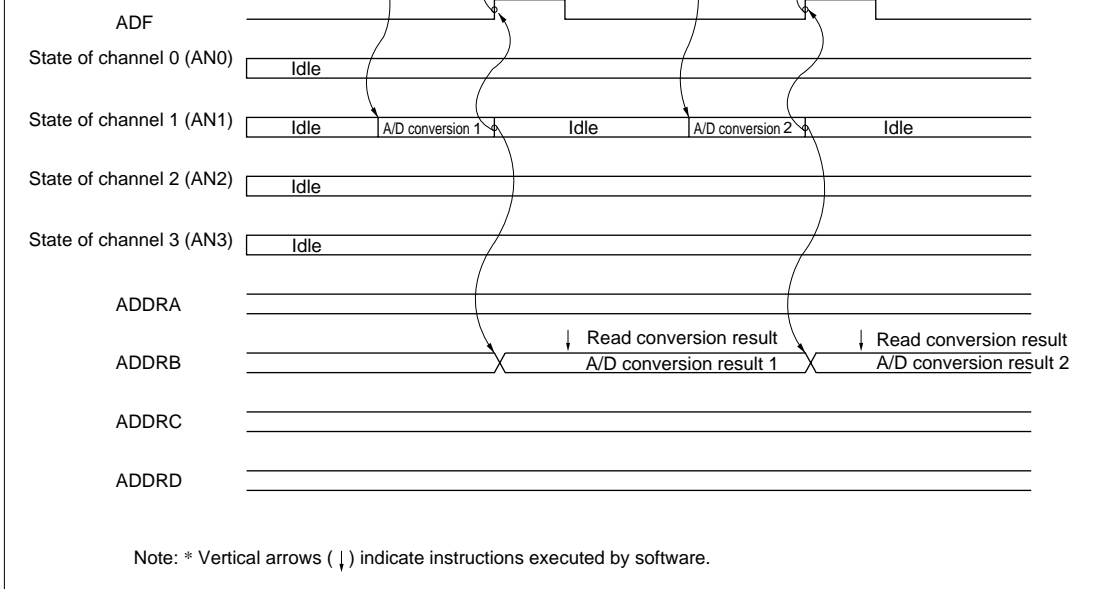 ADF
State of channel 0 (AN0)
Idle
State of channel 1 (AN1)
Idle
A/D conversion 1
Idle
A/D conversion 2
Idle
State of channel 2 (AN2)
Idle
State of channel 3 (AN3)
Idle
ADDRA
Read conversion result
Read conversion result
ADDRB
A/D conversion result 1
A/D conversion result 2
ADDRC
ADDRD
Note: * Vertical arrows (↓) indicate instructions executed by software.